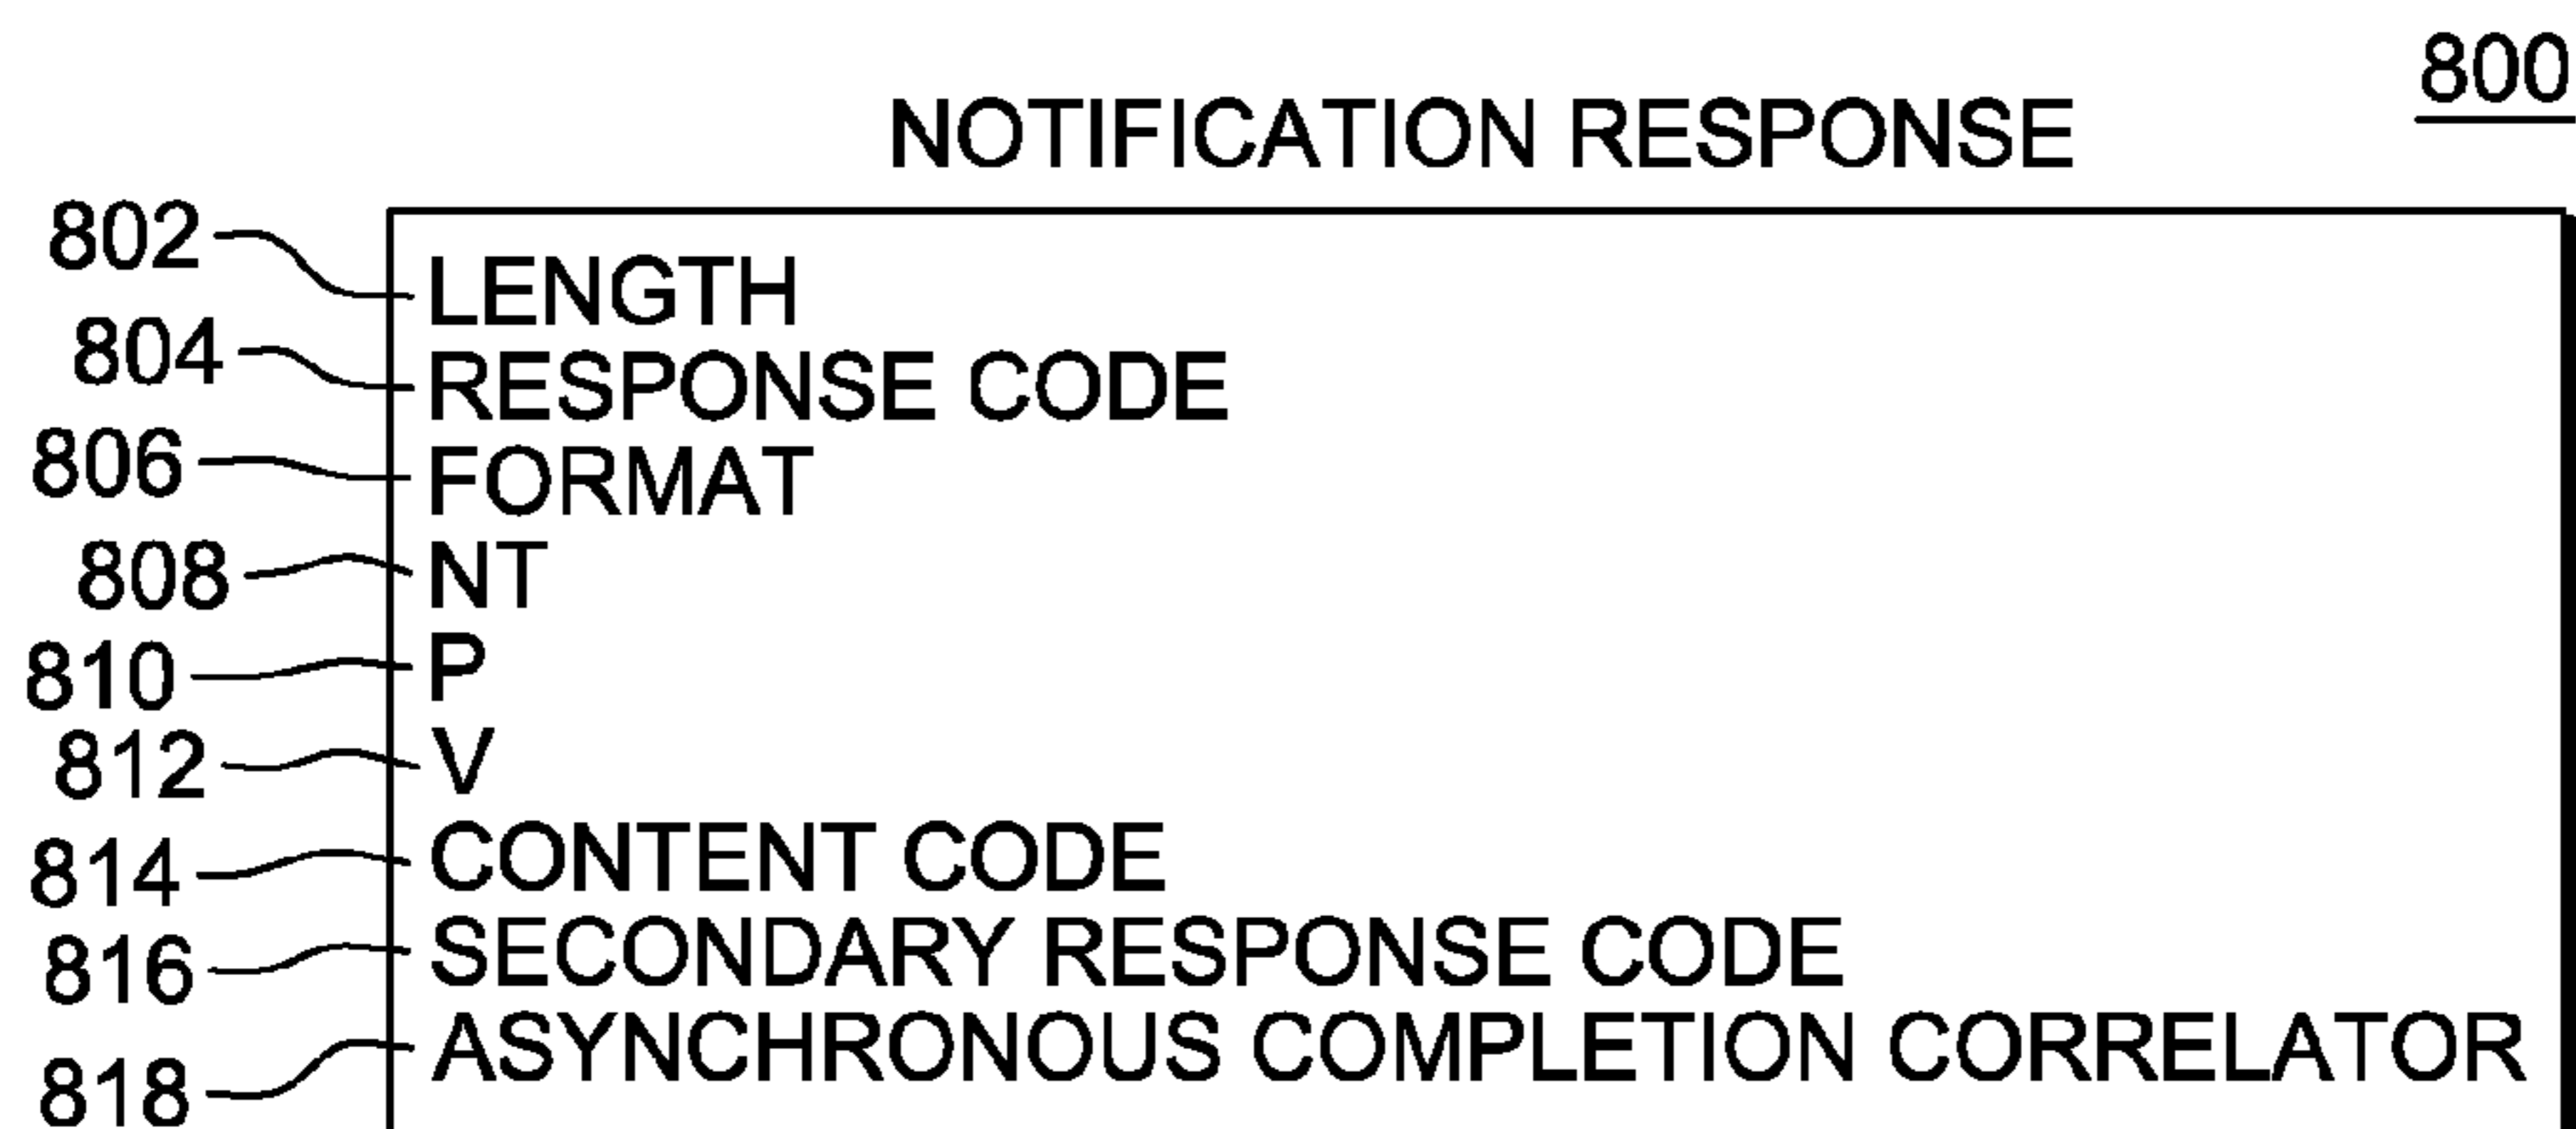 800
NOTIFICATION RESPONSE
802 LENGTH
804 RESPONSE CODE
806 FORMAT
808 NT
810 P
812 V
814 CONTENT CODE
816 SECONDARY RESPONSE CODE
818 ASYNCHRONOUS COMPLETION CORRELATOR